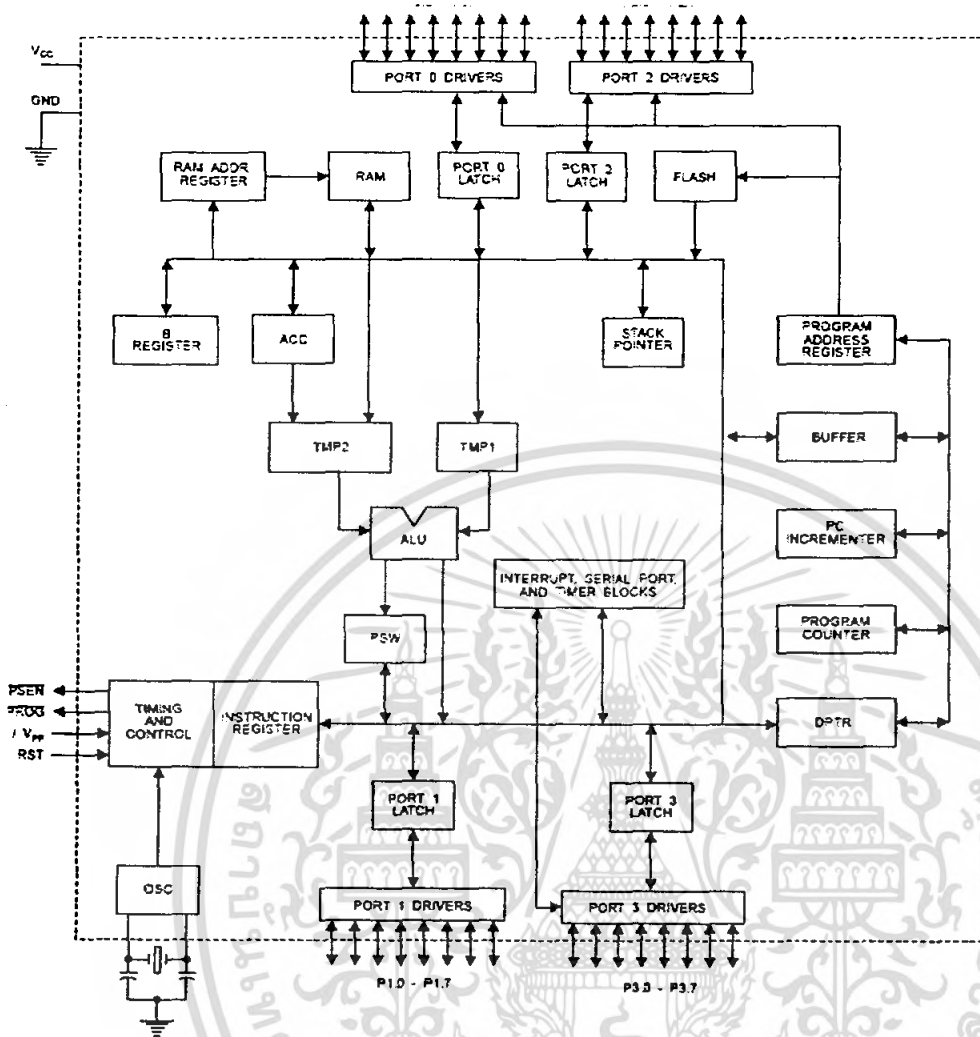 VCC
GND
PORT 0 DRIVERS
PORT 2 DRIVERS
RAM ADDR
REGISTER
RAM
PORT 0
LATCH
PORT 2
LATCH
FLASH
B
REGISTER
ACC
STACK
POINTER
PROGRAM
ADDRESS
REGISTER
TMP2
TMP1
BUFFER
ALU
PC
INCREMENTER
INTERRUPT, SERIAL PORT,
AND TIMER BLOCKS
PSW
PROGRAM
COUNTER
PSEN
PROG
/ VPP
RST
TIMING
AND
CONTROL
INSTRUCTION
REGISTER
DPTR
PORT 1
LATCH
PORT 3
LATCH
OSC
PORT 1 DRIVERS
PORT 3 DRIVERS
P1.0 - P1.7
P3.0 - P3.7